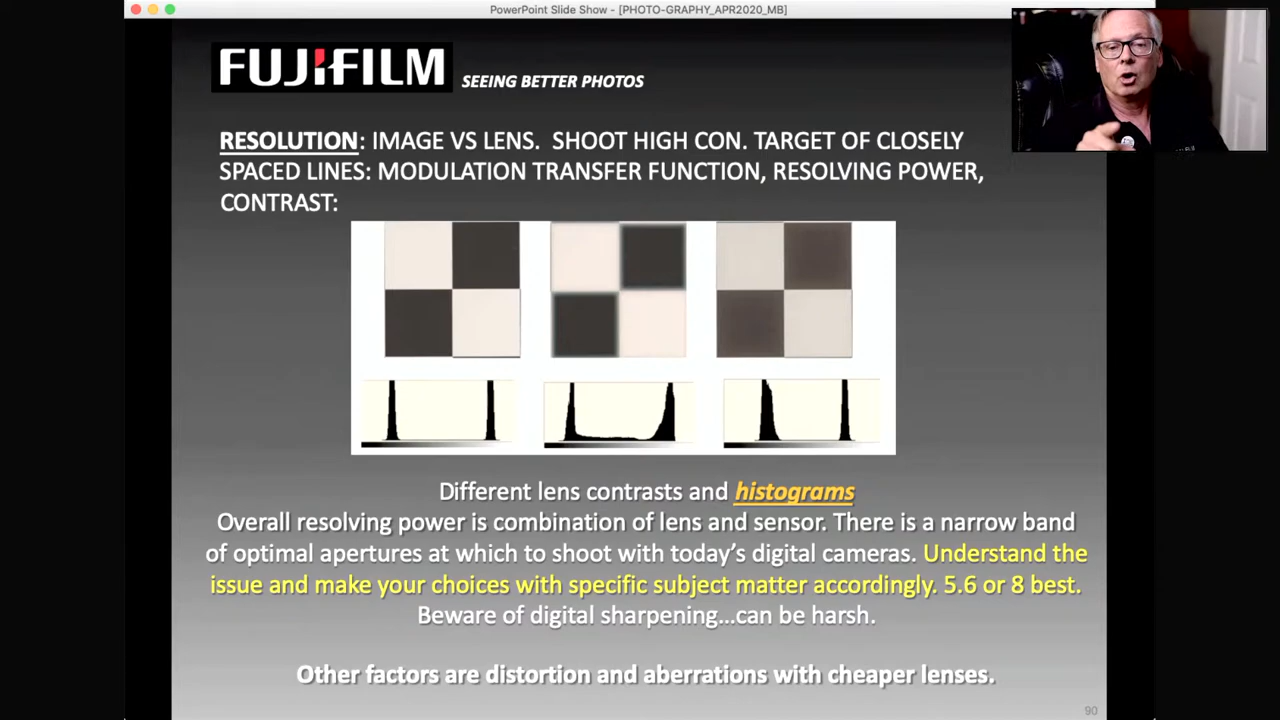 PowerPoint Slide Show - [PHOTO-GRAPHY_APR2020_MB]
FUJIFILM SEEING BETTER PHOTOS
RESOLUTION: IMAGE VS LENS. SHOOT HIGH CON. TARGET OF CLOSELY
SPACED LINES: MODULATION TRANSFER FUNCTION, RESOLVING POWER,
CONTRAST:
Different lens contrasts and histograms
Overall resolving power is combination of lens and sensor. There is a narrow band
of optimal apertures at which to shoot with today’s digital cameras. Understand the
issue and make your choices with specific subject matter accordingly. 5.6 or 8 best.
Beware of digital sharpening…can be harsh.
Other factors are distortion and aberrations with cheaper lenses.
90